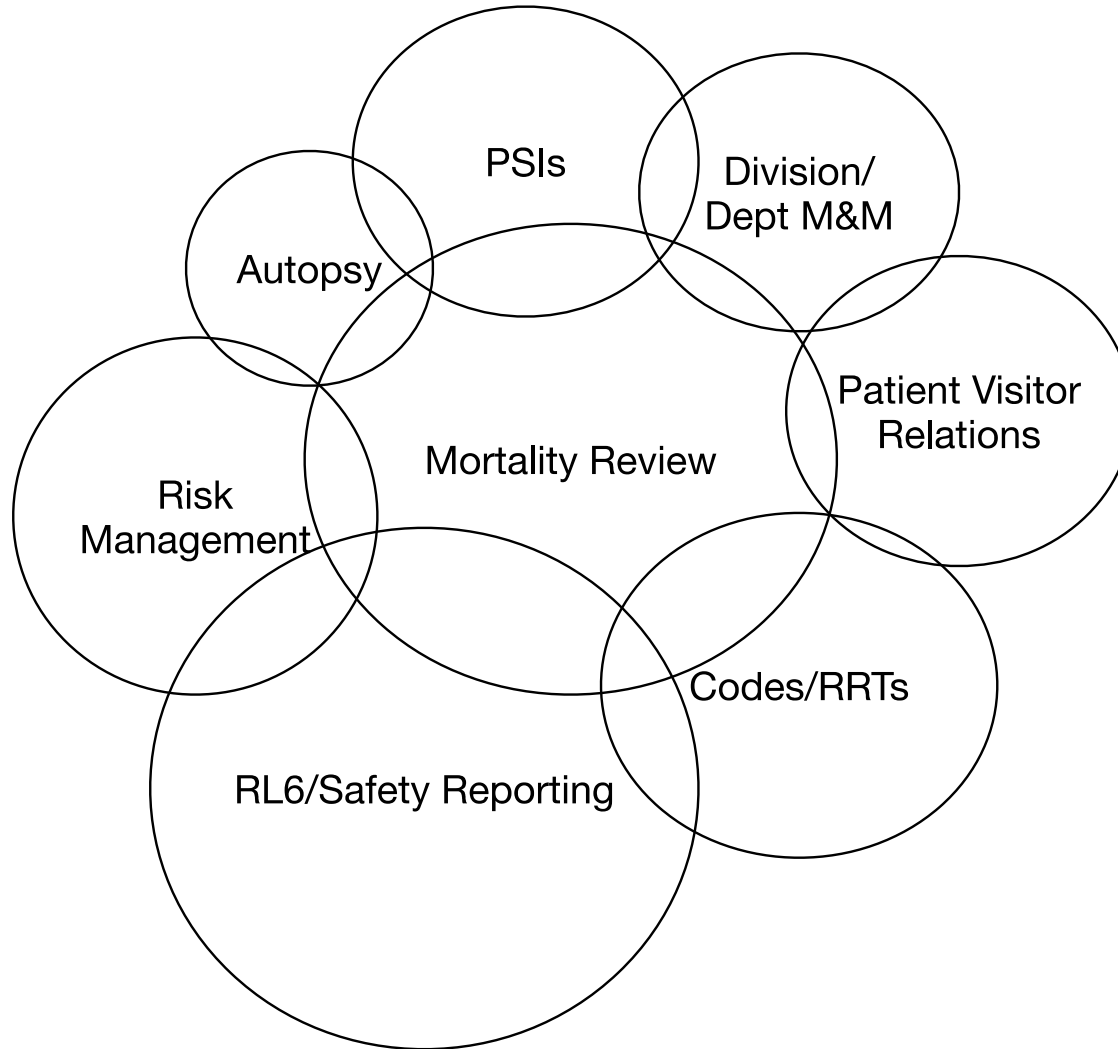 PSIs
Division/
Dept M&M
Autopsy
Patient Visitor
Relations
Mortality Review
Risk
Management
Codes/RRTs
RL6/Safety Reporting